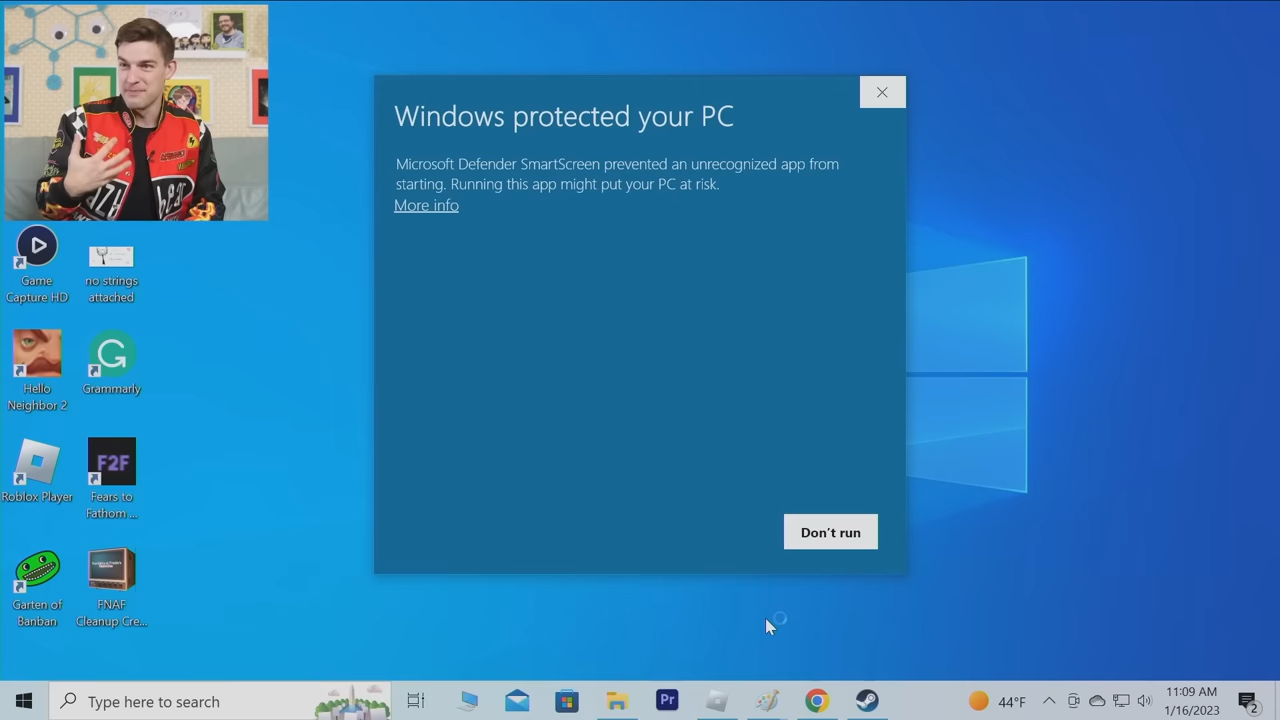 Windows protected your PC
Microsoft Defender SmartScreen prevented an unrecognized app from
starting. Running this app might put your PC at risk.
More info
Don't run
Game
Capture HD
no strings
attached
Hello
Neighbor 2
Grammarly
Roblox Player
F2F
Fears to
Fathom ...
Garten of
Banban
FNAF
Cleanup Cre...
Type here to search
Pr
44°F
11:09 AM
1/16/2023
2